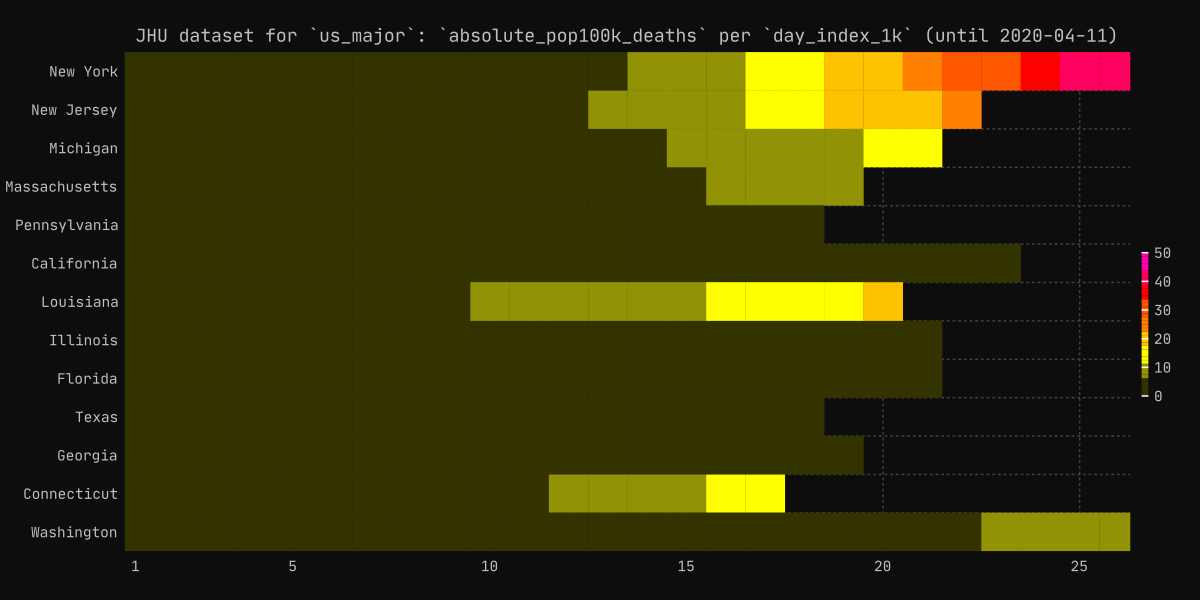 JHU dataset for `us_major`: `absolute_pop100k_deaths` per `day_index_1k` (until 2020-04-11)
New York
New Jersey
Michigan
Massachusetts
Pennsylvania
California
Louisiana
Illinois
Florida
Texas
Georgia
Connecticut
Washington
1 5 10 15 20 25
50
40
30
20
10
0